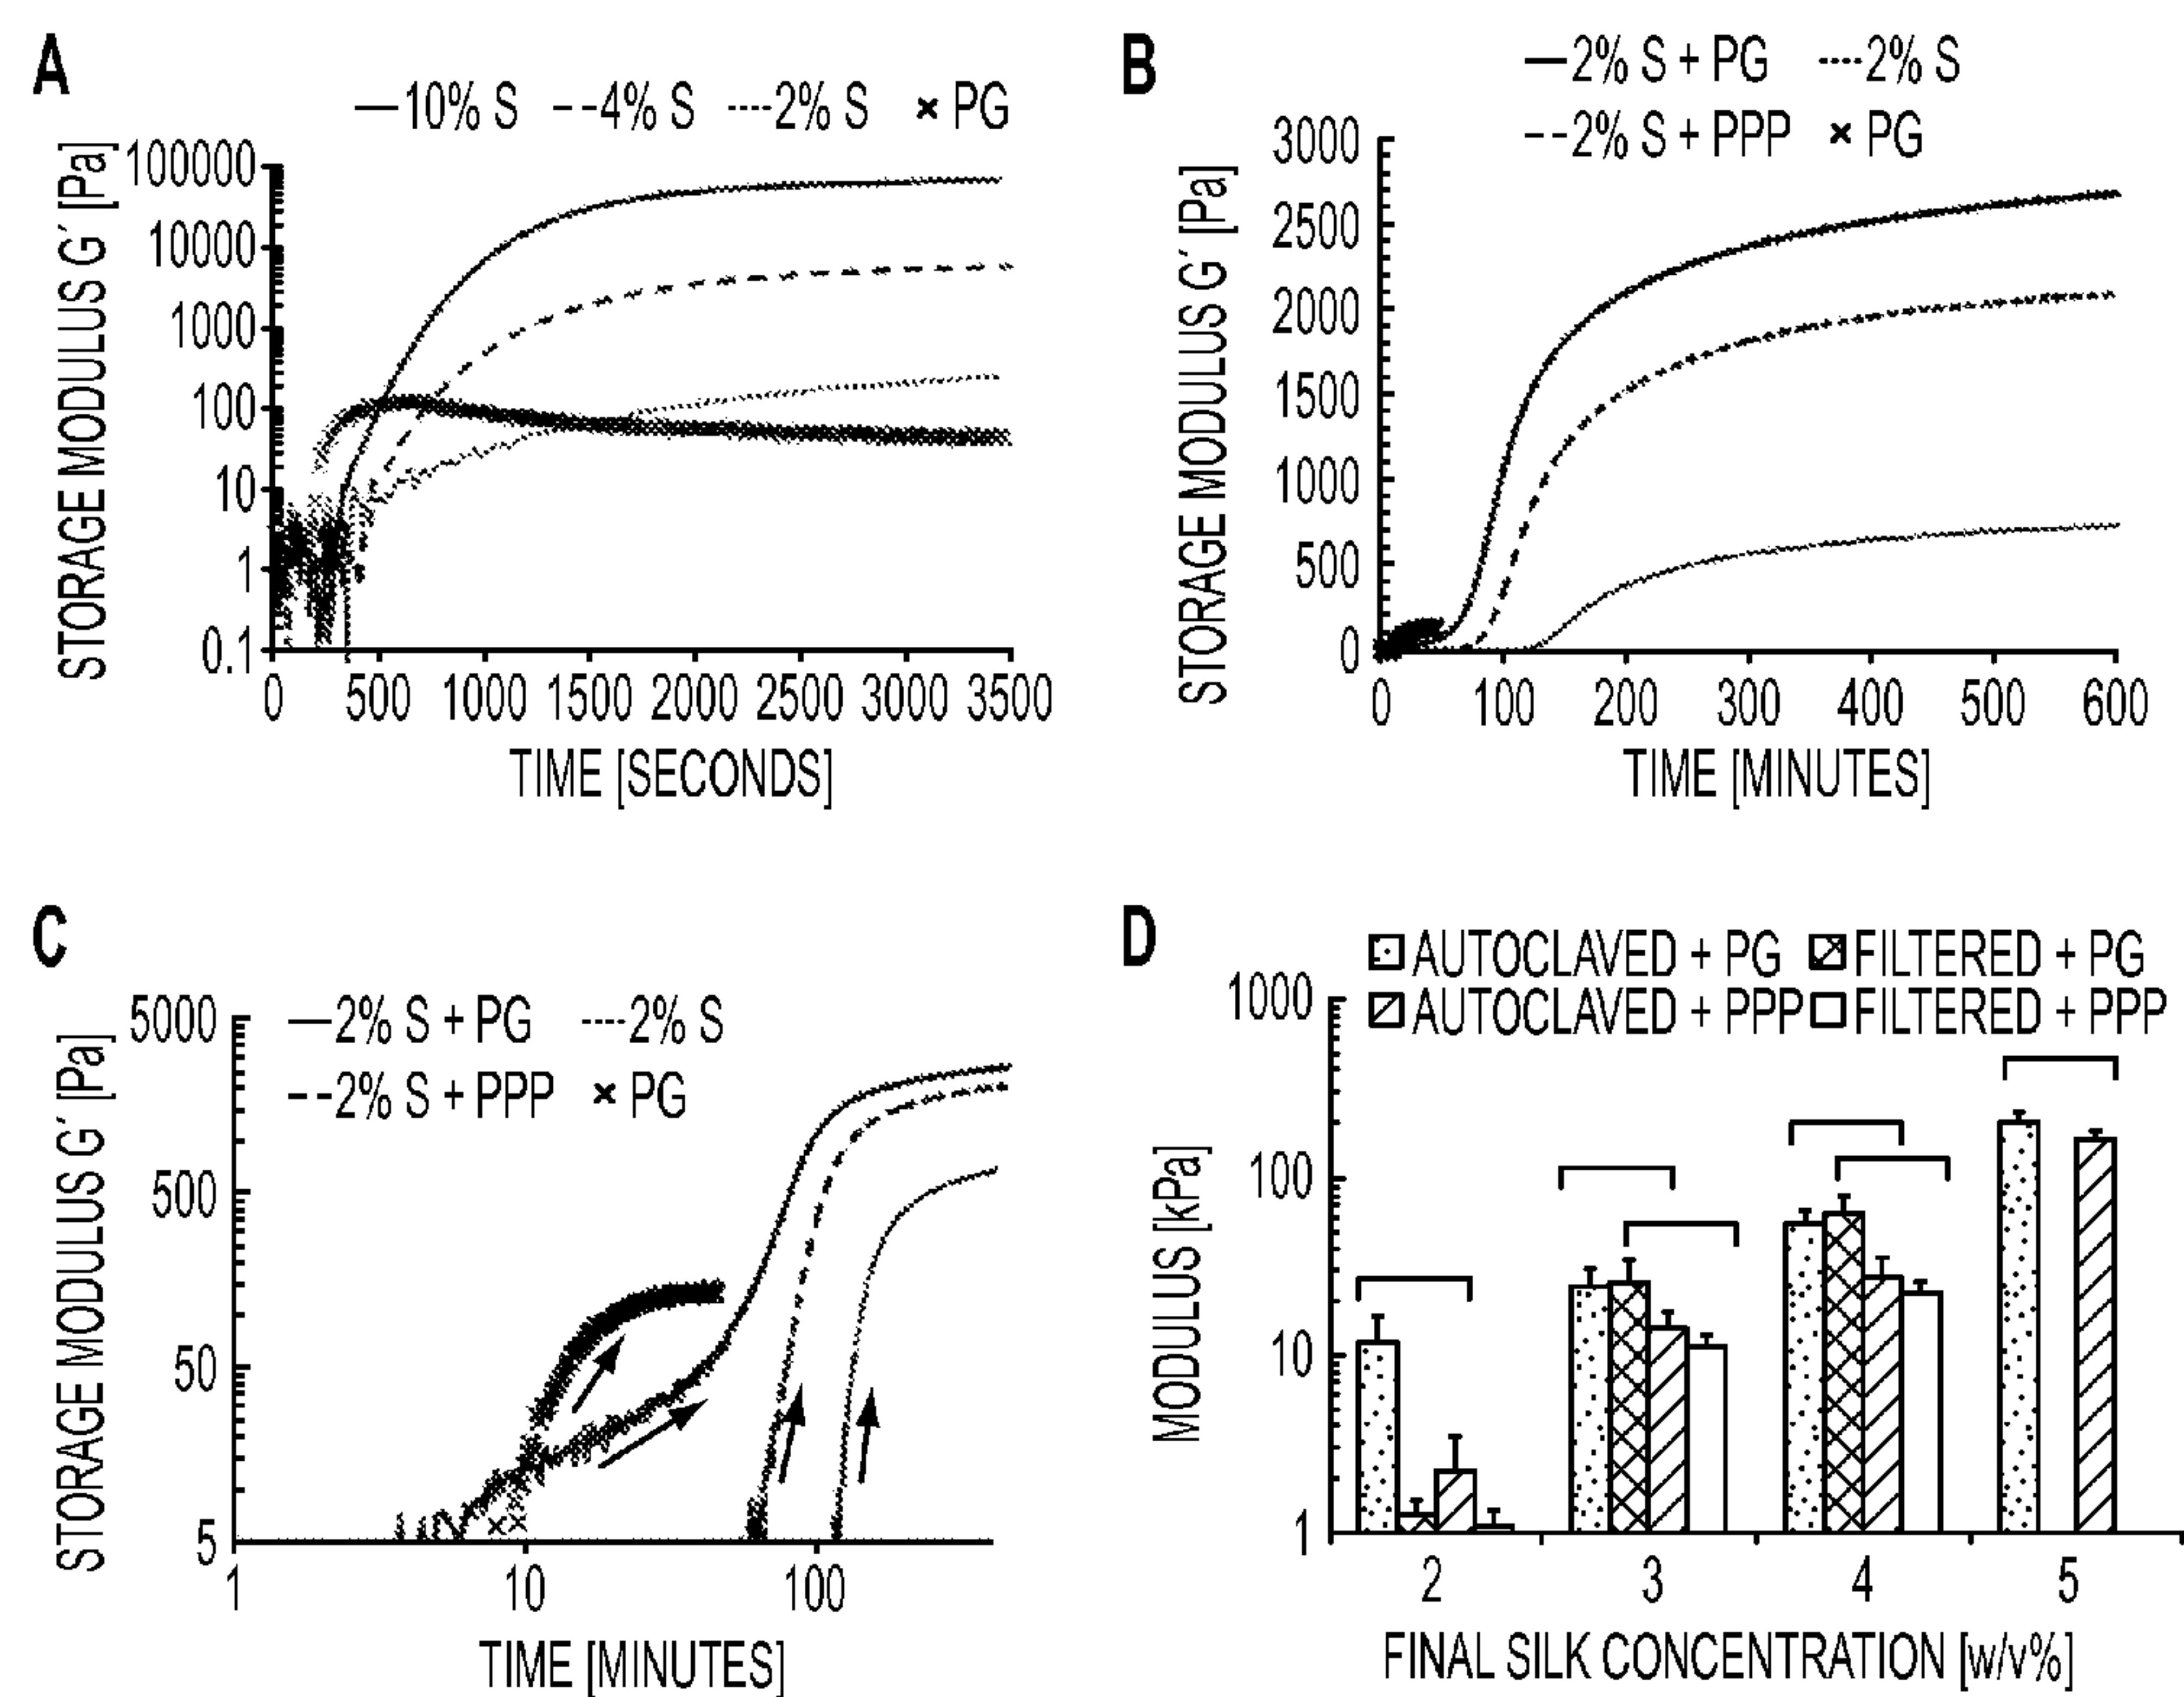 A
10% S 4% S 2% S × PG
STORAGE MODULUS G′ [Pa]
100000
10000
1000
100
10
1
0.1
0 500 1000 1500 2000 2500 3000 3500
TIME [SECONDS]
B
2% S + PG 2% S
2% S + PPP × PG
STORAGE MODULUS G′ [Pa]
3000
2500
2000
1500
1000
500
0
0 100 200 300 400 500 600
TIME [MINUTES]
C
2% S + PG 2% S
2% S + PPP × PG
STORAGE MODULUS G′ [Pa]
5000
500
50
5
1 10 100
TIME [MINUTES]
D
AUTOCLAVED + PG FILTERED + PG
AUTOCLAVED + PPP FILTERED + PPP
MODULUS [kPa]
1000
100
10
1
2 3 4 5
FINAL SILK CONCENTRATION [w/v%]